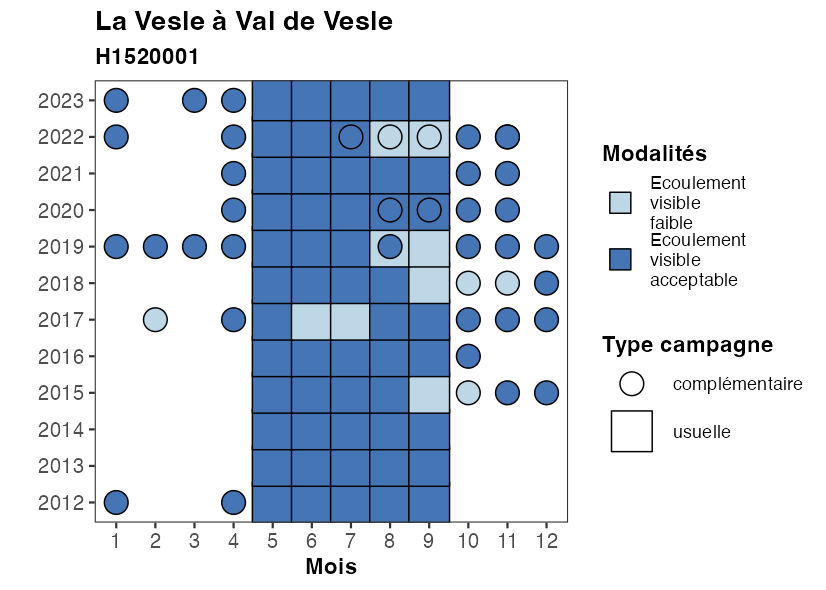 La Vesle à Val de Vesle
H1520001
2023
2022
2021
2020
2019
2018
2017
2016
2015
2014
2013
2012
1 2 3 4 5 6 7 8 9 10 11 12
Mois
Modalités
Ecoulement
visible
faible
Ecoulement
visible
acceptable
Type campagne
complémentaire
usuelle